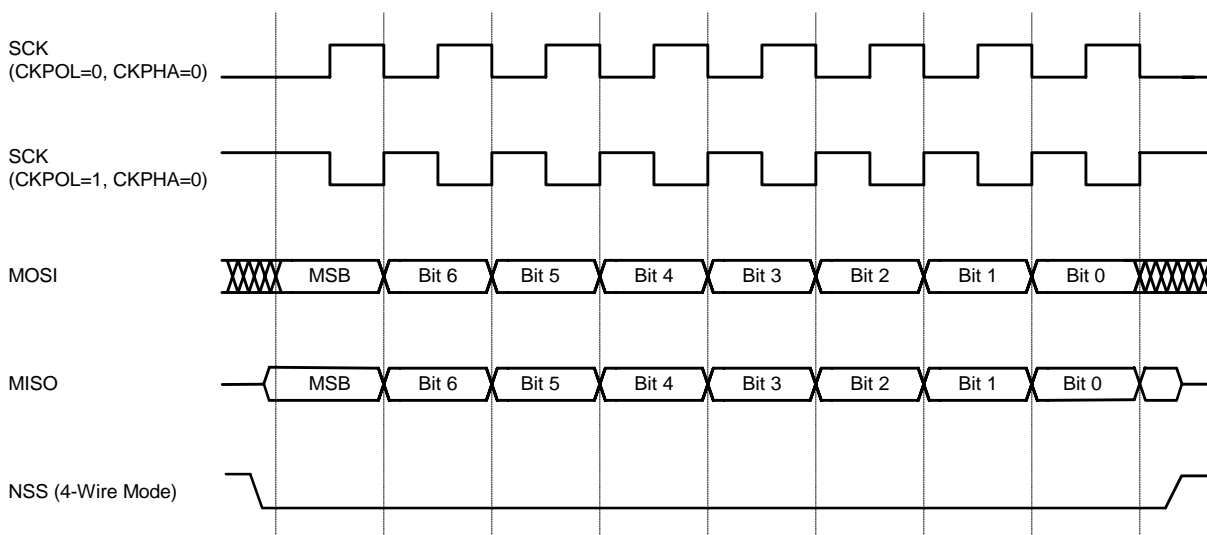 SCK
(CKPOL=0, CKPHA=0)
SCK
(CKPOL=1, CKPHA=0)
MOSI
MSB Bit 6 Bit 5 Bit 4 Bit 3 Bit 2 Bit 1 Bit 0
MISO
MSB Bit 6 Bit 5 Bit 4 Bit 3 Bit 2 Bit 1 Bit 0
NSS (4-Wire Mode)